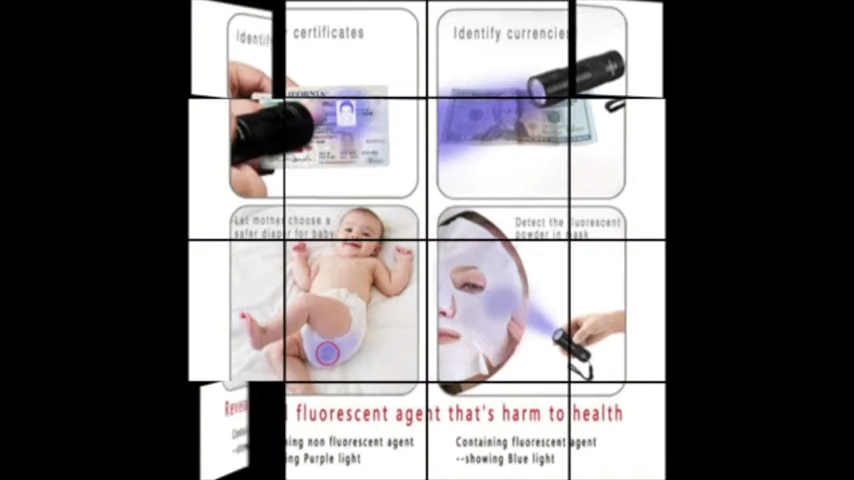 Identify certificates
Identify currencies
Let mother choose a
safer diaper for baby
Detect the fluorescent
powder in mask
fluorescent agent that's harm to health
non fluorescent agent
Purple light
Containing fluorescent agent
--showing Blue light